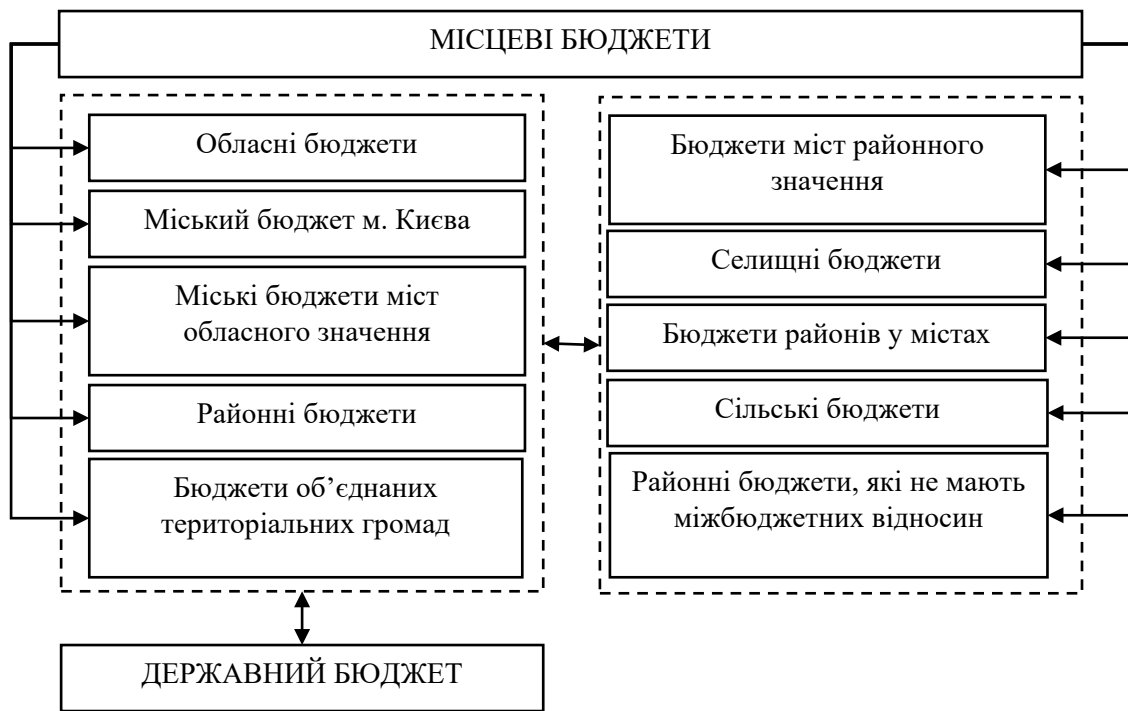 МІСЦЕВІ БЮДЖЕТИ
Обласні бюджети
Міський бюджет м. Києва
Міські бюджети міст
обласного значення
Районні бюджети
Бюджети об’єднаних
територіальних громад
Бюджети міст районного
значення
Селищні бюджети
Бюджети районів у містах
Сільські бюджети
Районні бюджети, які не мають
міжбюджетних відносин
ДЕРЖАВНИЙ БЮДЖЕТ